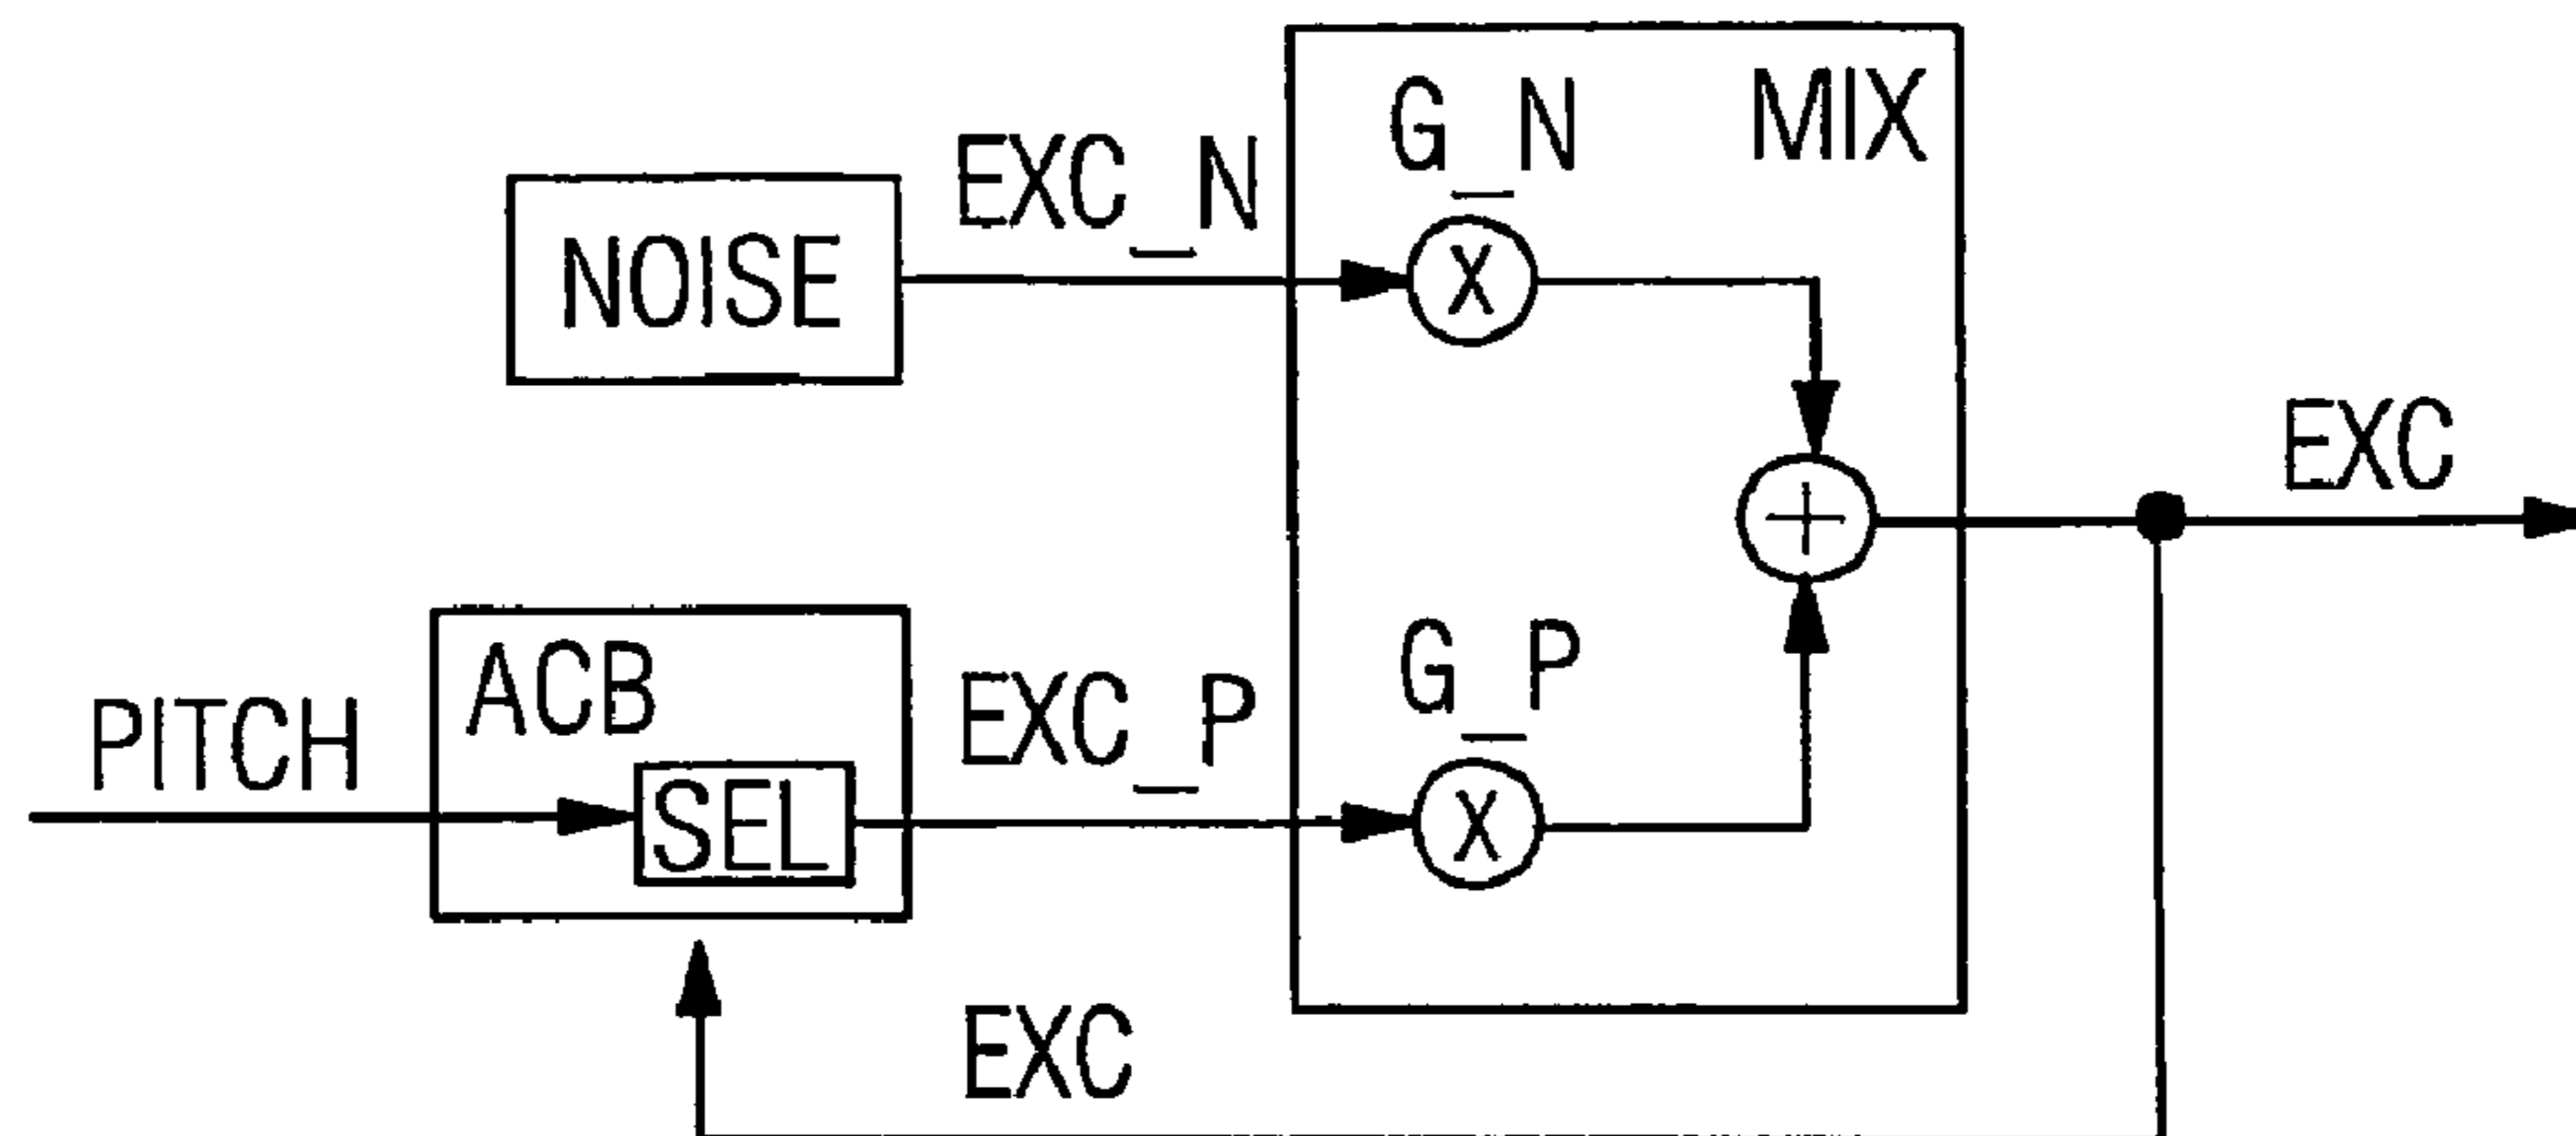 G_N
MIX
EXC_N
NOISE
X
EXC
+
G_P
ACB
EXC_P
PITCH
SEL
X
EXC